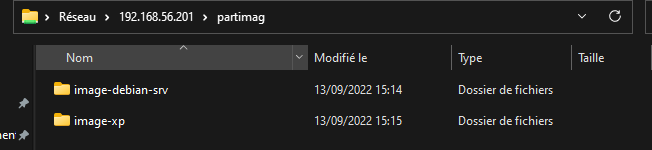 Réseau > 192.168.56.201 > partimag
Nom Modifié le Type Taille
image-debian-srv 13/09/2022 15:14 Dossier de fichiers
image-xp 13/09/2022 15:15 Dossier de fichiers